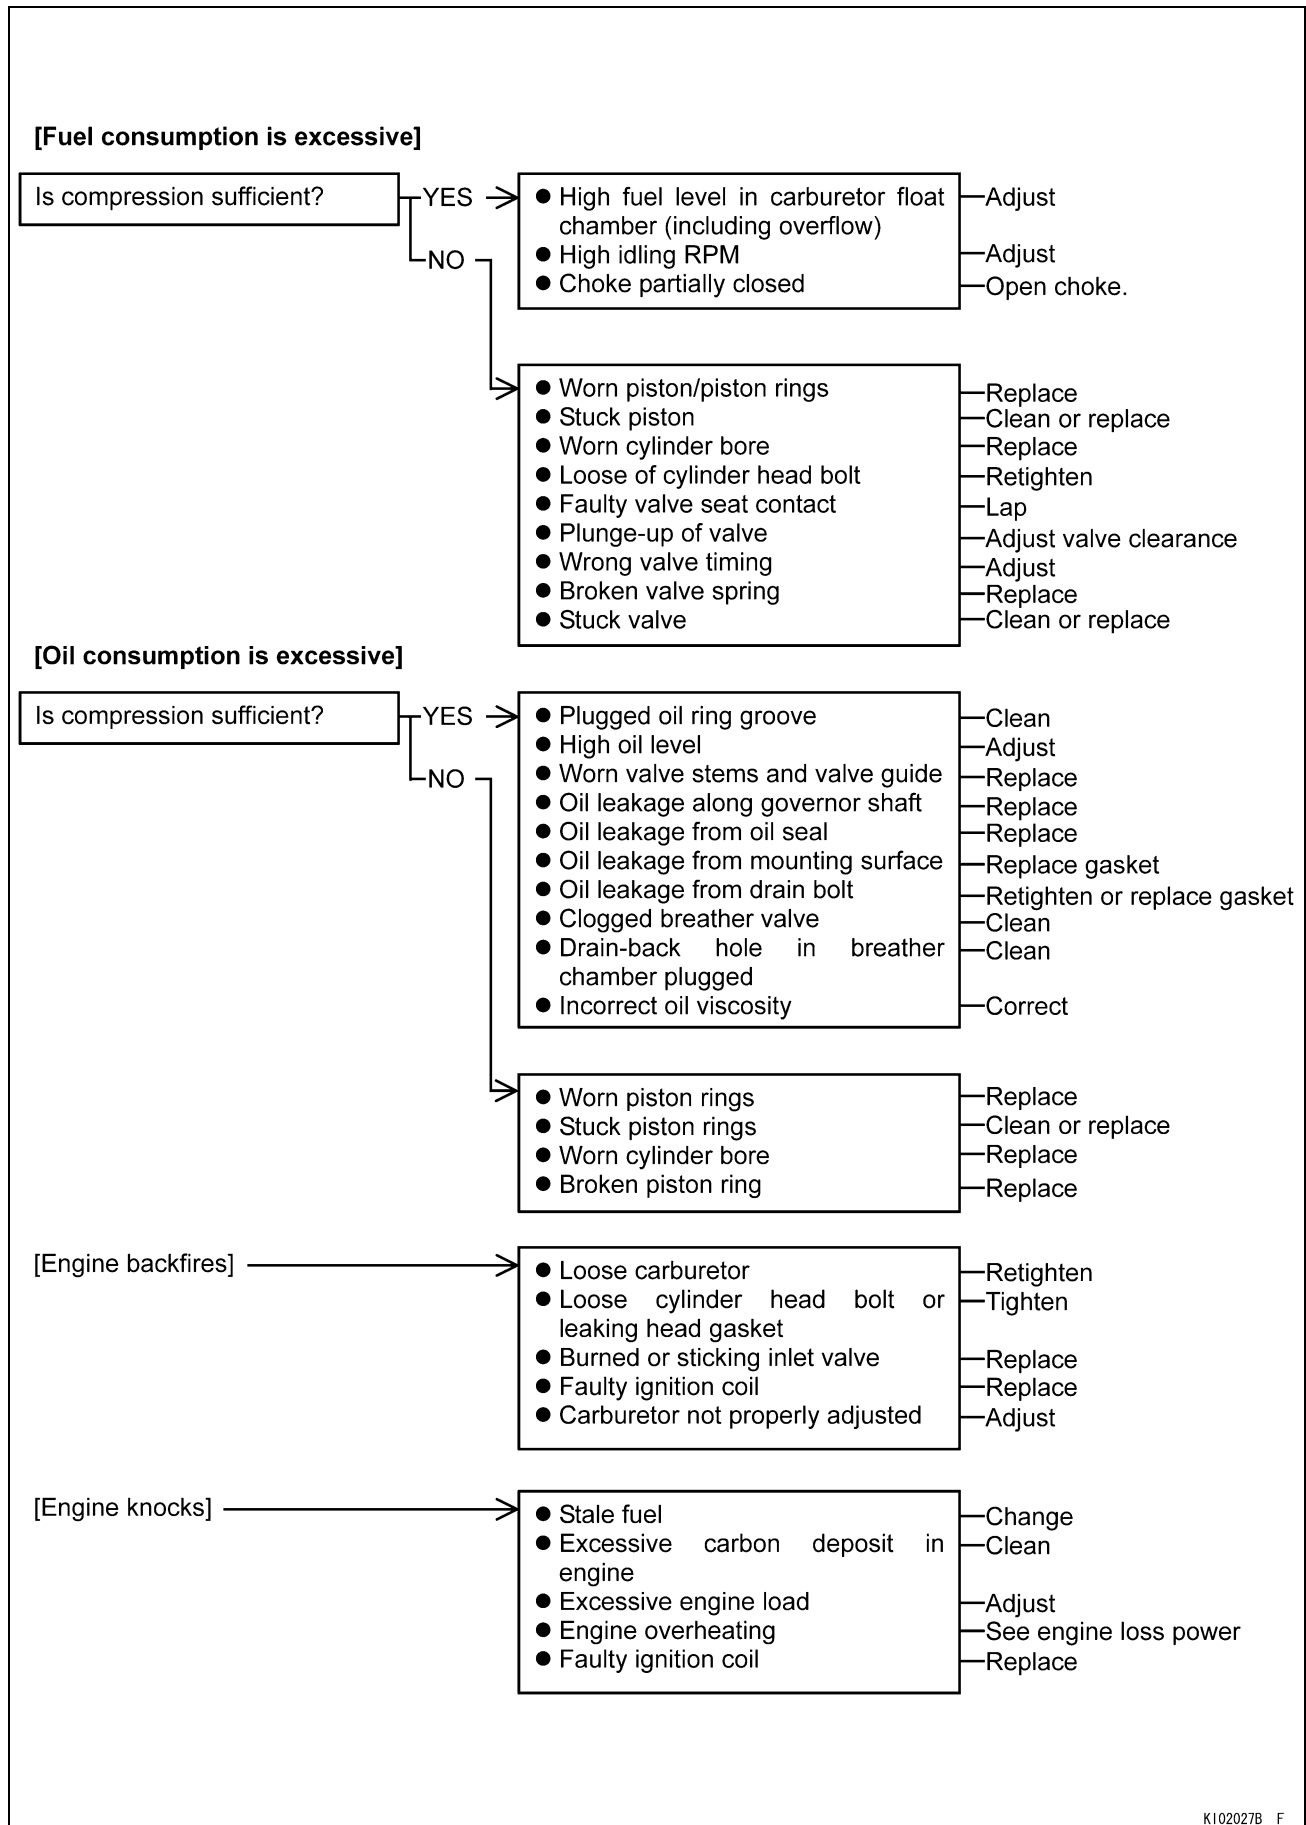 [Fuel consumption is excessive]
Is compression sufficient?
YES
NO
● High fuel level in carburetor float
chamber (including overflow)
● High idling RPM
● Choke partially closed
Adjust
Adjust
Open choke.
● Worn piston/piston rings
● Stuck piston
● Worn cylinder bore
● Loose of cylinder head bolt
● Faulty valve seat contact
● Plunge-up of valve
● Wrong valve timing
● Broken valve spring
● Stuck valve
Replace
Clean or replace
Replace
Retighten
Lap
Adjust valve clearance
Adjust
Replace
Clean or replace
[Oil consumption is excessive]
Is compression sufficient?
YES
NO
● Plugged oil ring groove
● High oil level
● Worn valve stems and valve guide
● Oil leakage along governor shaft
● Oil leakage from oil seal
● Oil leakage from mounting surface
● Oil leakage from drain bolt
● Clogged breather valve
● Drain-back hole in breather
chamber plugged
● Incorrect oil viscosity
Clean
Adjust
Replace
Replace
Replace
Replace gasket
Retighten or replace gasket
Clean
Clean
Correct
● Worn piston rings
● Stuck piston rings
● Worn cylinder bore
● Broken piston ring
Replace
Clean or replace
Replace
Replace
[Engine backfires]
● Loose carburetor
● Loose cylinder head bolt or
leaking head gasket
● Burned or sticking inlet valve
● Faulty ignition coil
● Carburetor not properly adjusted
Retighten
Tighten
Replace
Replace
Adjust
[Engine knocks]
● Stale fuel
● Excessive carbon deposit in
engine
● Excessive engine load
● Engine overheating
● Faulty ignition coil
Change
Clean
Adjust
See engine loss power
Replace
KI02027B F